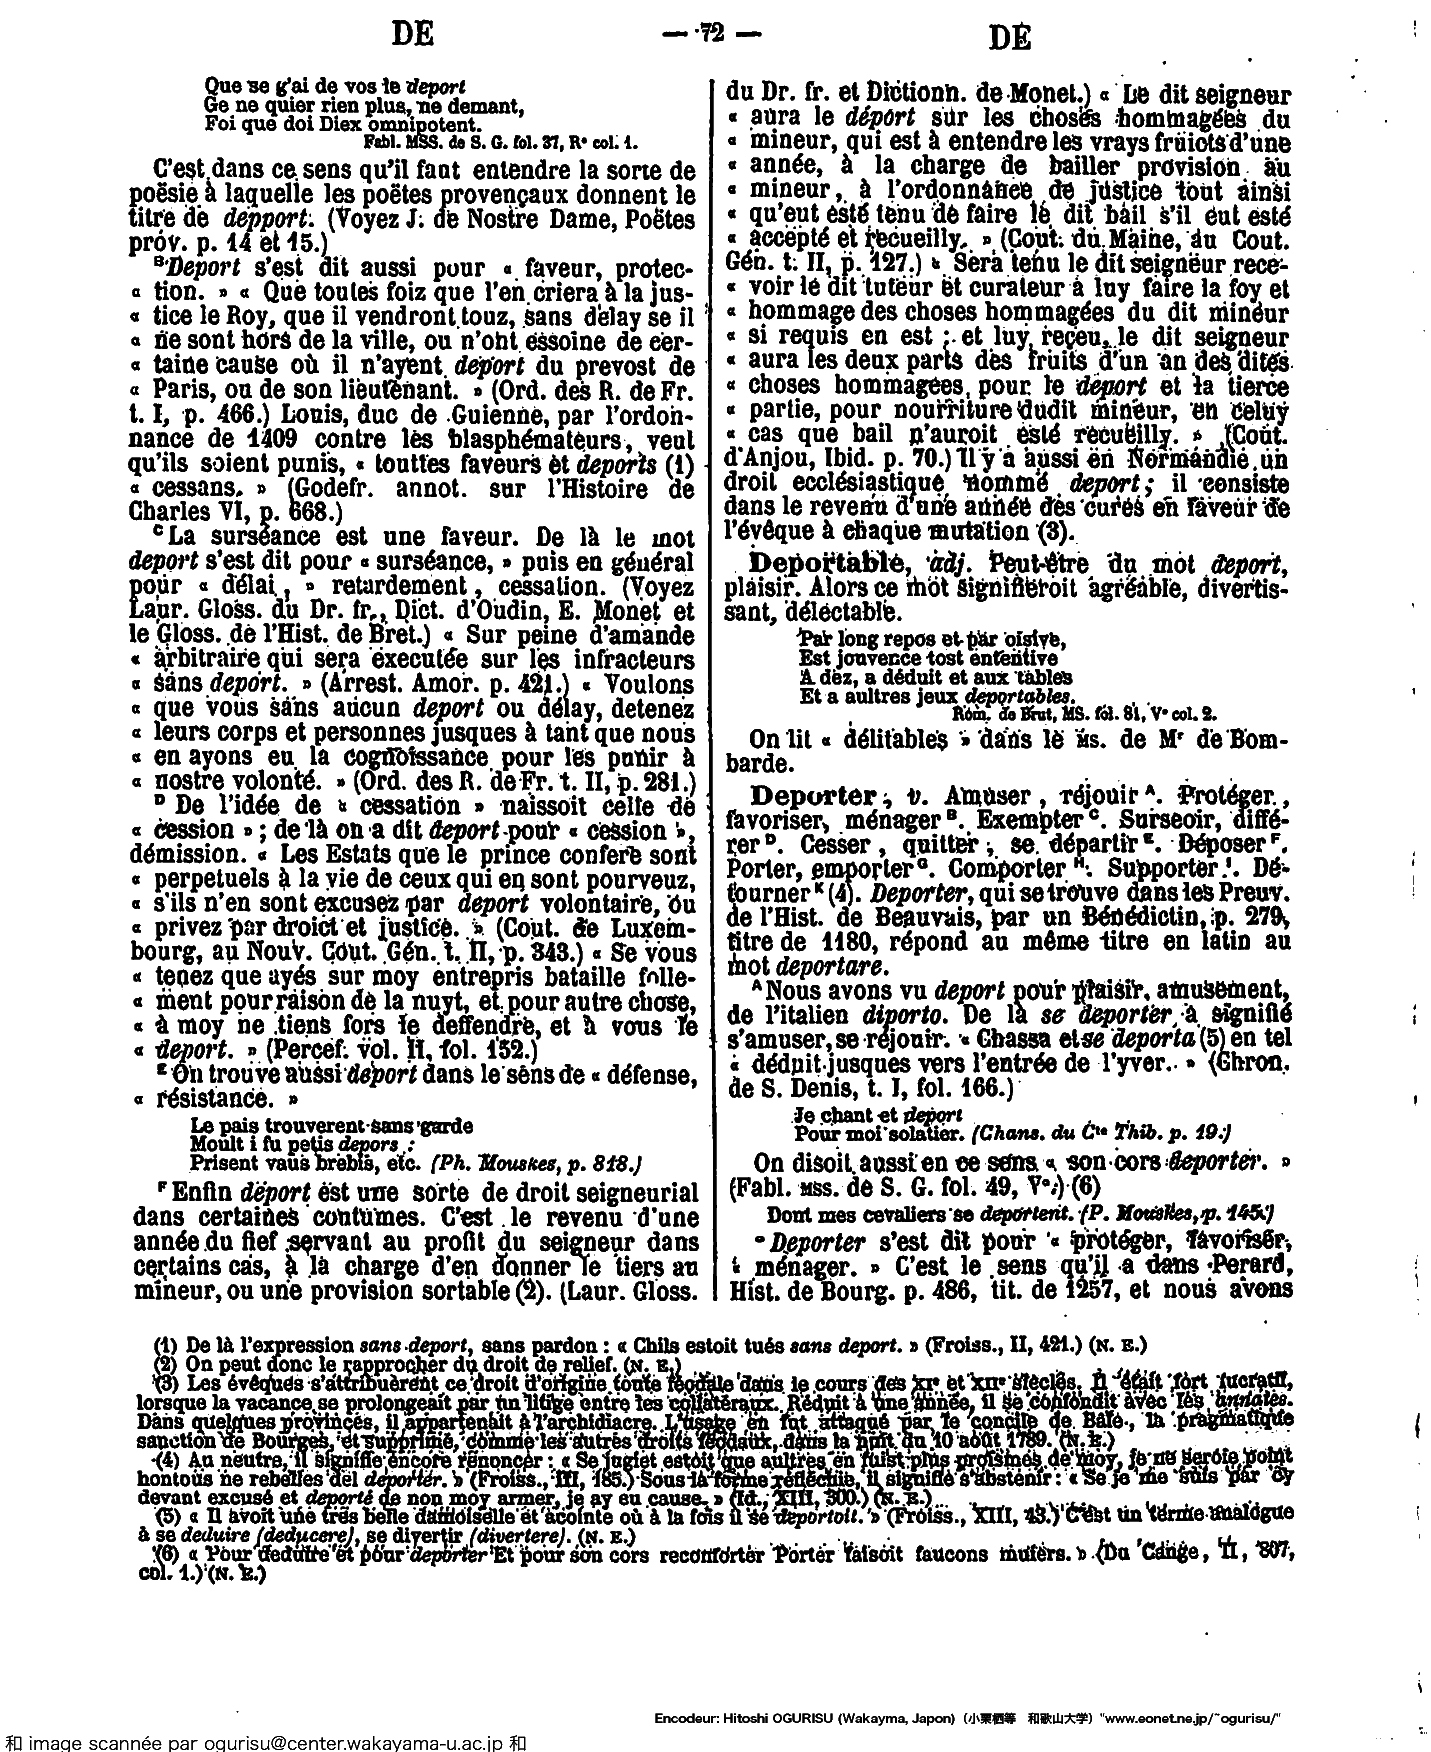 DE
— 72 —
DE
Que se g'ai de vos le deport
Ge ne quier rien plus, ne demant,
Foi que doi Diex omnipotent.
Fabl. MSS. de S. G. fol. 37, R° col. 1.
C'est dans ce sens qu'il faut entendre la sorte de
poësie à laquelle les poëtes provençaux donnent le
titre de depport. (Voyez J. de Nostre Dame, Poëtes
prov. p. 14 et 15.)
B Deport s'est dit aussi pour « faveur, protec-
« tion. » « Que toutes foiz que l'en criera à la jus-
« tice le Roy, que il vendront touz, sans delay se il
« ne sont hors de la ville, ou n'ont essoine de cer-
« taine cause où il n'ayent deport du prevost de
« Paris, ou de son lieutenant. » (Ord. des R. de Fr.
t. I, p. 466.) Louis, duc de Guienne, par l'ordon-
nance de 1409 contre les blasphémateurs, veut
qu'ils soient punis, « touttes faveurs et deports (1)
« cessans. » (Godefr. annot. sur l'Histoire de
Charles VI, p. 668.)
C La surséance est une faveur. De là le mot
deport s'est dit pour « surséance, » puis en général
pour « délai, » retardement, cessation. (Voyez
Laur. Gloss. du Dr. fr., Dict. d'Oudin, E. Monet et
le Gloss. de l'Hist. de Bret.) « Sur peine d'amande
« arbitraire qui sera executée sur les infracteurs
« sans deport. » (Arrest. Amor. p. 421.) « Voulons
« que vous sans aucun deport ou délay, detenez
« leurs corps et personnes jusques à tant que nous
« en ayons eu la cognoissance pour les punir à
« nostre volonté. » (Ord. des R. de Fr. t. II, p. 281.)
D De l'idée de « cessation » naissoit celle de
« cession » ; de là on a dit deport pour « cession »,
démission. « Les Estats que le prince confere sont
« perpetuels à la vie de ceux qui en sont pourveuz,
« s'ils n'en sont excusez par deport volontaire, ou
« privez par droict et justice. » (Cout. de Luxem-
bourg, au Nouv. Cout. Gén. t. II, p. 343.) « Se vous
« tenez que ayés sur moy entrepris bataille folle-
« ment pour raison de la nuyt, et pour autre chose,
« à moy ne tiens fors le deffendre, et à vous le
« deport. » (Percef. vol. II, fol. 152.)
E On trouve aussi deport dans le sens de « défense,
« résistance. »
Le pais trouverent sans garde
Moult i fu petis depors :
Prisent vaus brebis, etc. (Ph. Mouskes, p. 818.)
F Enfin déport est une sorte de droit seigneurial
dans certaines coutumes. C'est le revenu d'une
année du fief servant au profit du seigneur dans
certains cas, à la charge d'en donner le tiers au
mineur, ou une provision sortable (2). (Laur. Gloss.
du Dr. fr. et Dictionn. de Monet.) « Le dit seigneur
« aura le déport sur les choses hommagées du
« mineur, qui est à entendre les vrays fruiots d'une
« année, à la charge de bailler provision au
« mineur, à l'ordonnance de justice tout ainsi
« qu'eut esté tenu de faire le dit bail s'il eut esté
« accepté et recueilly. » (Cout. du Maine, au Cout.
Gén. t. II, p. 127.) « Sera tenu le dit seigneur rece-
« voir le dit tuteur et curateur à luy faire la foy et
« hommage des choses hommagées du dit mineur
« si requis en est ; et luy reçeu, le dit seigneur
« aura les deux parts des fruits d'un an des dites
« choses hommagées, pour le déport et la tierce
« partie, pour nourriture dudit mineur, en celuy
« cas que bail n'auroit esté recueilly. » (Cout.
d'Anjou, Ibid. p. 70.) Il y a aussi en Normandie un
droit ecclésiastique nommé deport ; il consiste
dans le revenu d'une année des cures en faveur de
l'évêque à chaque mutation (3).
Deportable, adj. Peut-être du mot deport,
plaisir. Alors ce mot signifieroit agréable, divertis-
sant, délectable.
Par long repos et par oisive,
Est jouvence tost ententive
A dez, a déduit et aux tables
Et a aultres jeux deportables.
Rom. de Brut, MS. fol. 81, V° col. 2.
On lit « délitables » dans le MS. de Mr de Bom-
barde.
Deporter, v. Amuser, réjouir A. Protéger,
favoriser, ménager B. Exempter C. Surseoir, diffé-
rer D. Cesser, quitter, se départir E. Déposer F.
Porter, emporter G. Comporter H. Supporter I. Dé-
tourner K (4). Deporter, qui se trouve dans les Preuv.
de l'Hist. de Beauvais, par un Bénédictin, p. 279,
titre de 1180, répond au même titre en latin au
mot deportare.
A Nous avons vu deport pour plaisir, amusement,
de l'italien diporto. De là se deporter à signifié
s'amuser, se réjouir. « Chassa et se deporta (5) en tel
« déduit jusques vers l'entrée de l'yver. » (Chron.
de S. Denis, t. I, fol. 166.)
Je chant et deport
Pour moi solatier. (Chans. du Cte Thib. p. 19.)
On disoit aussi en ce sens « son cors deporter. »
(Fabl. MSS. de S. G. fol. 49, V°.) (6)
Dont mes cevaliers se deportent. (P. Mouskes, p. 145.)
B Deporter s'est dit pour « protéger, favoriser,
« ménager. » C'est le sens qu'il a dans Perard,
Hist. de Bourg. p. 486, tit. de 1257, et nous avons
(1) De là l'expression sans deport, sans pardon : « Chils estoit tués sans deport. » (Froiss., II, 421.) (N. E.)
(2) On peut donc le rapprocher du droit de relief. (N. E.)
(3) Les évêques s'attribuèrent ce droit d'origine toute féodale dans le cours des XIe et XIIe siècles. Il était fort lucratif,
lorsque la vacance se prolongeait par un litige entre les collatéraux. Réduit à une année, il se confondit avec les annates.
Dans quelques provinces, il appartenait à l'archidiacre. L'usage en fut attaqué par le concile de Bâle, la pragmatique
sanction de Bourges, et supprimé, comme les autres droits féodaux, dans la nuit du 10 août 1789. (N. E.)
(4) Au neutre, il signifie encore renoncer : « Se jugiet estoit que aultres en fuist plus proismes de moy, je ne seroie point
hontous ne rebelles del deporter. » (Froiss., III, 185.) Sous la forme réfléchie, il signifie s'abstenir : « Se je me suis par cy
devant excusé et deporté de non moy armer, je ay eu cause. » (Id., XIII, 300.) (N. E.)
(5) « Il avoit une très belle damoiselle et acointe où à la fois il se deportoit. » (Froiss., XIII, 43.) C'est un terme analogue
à se deduire (deducere), se divertir (divertere). (N. E.)
(6) « Pour deduire et pour deporter Et pour son cors reconforter Porter faisoit faucons muiers. » (Du Cange, II, 807,
col. 1.) (N. E.)
Encodeur: Hitoshi OGURISU (Wakayma, Japon) (小栗栖等 和歌山大学) "www.eonet.ne.jp/~ogurisu/"
和 image scannée par ogurisu@center.wakayama-u.ac.jp 和